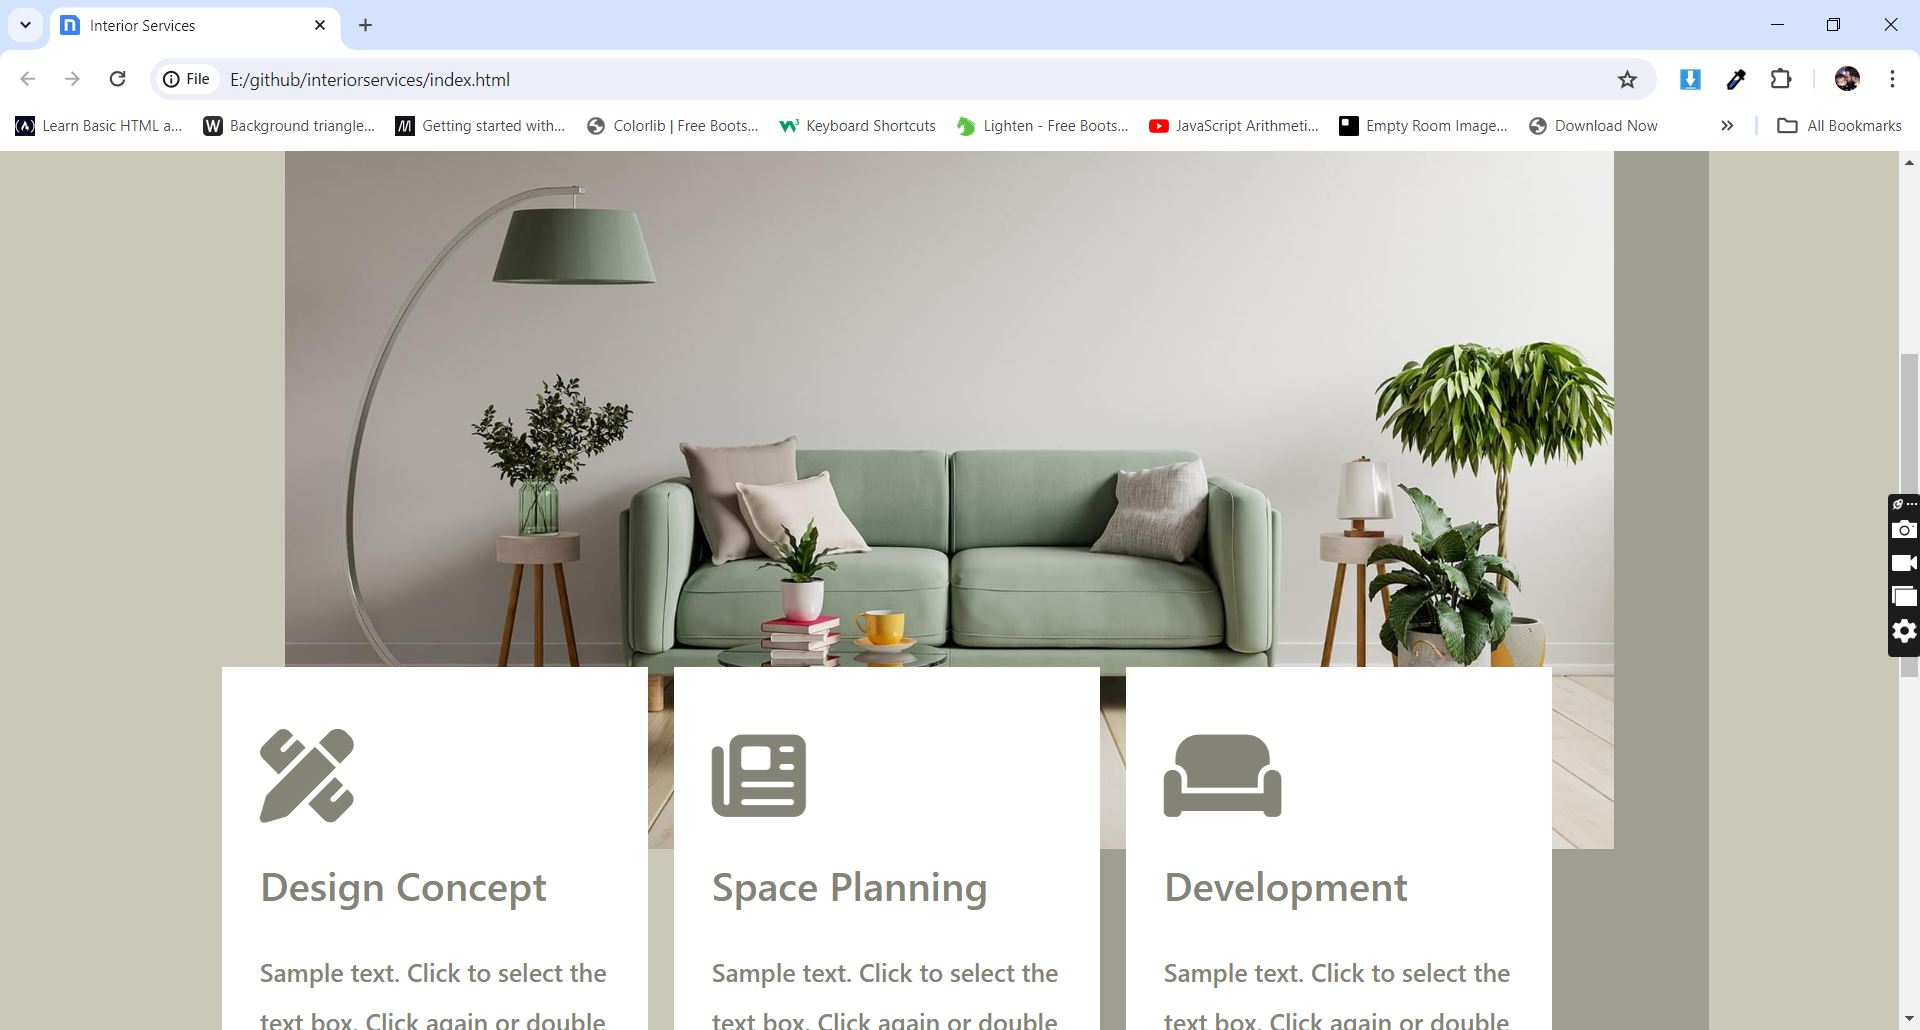 Interior Services
File
E:/github/interiorservices/index.html
Learn Basic HTML a...
Background triangle...
Getting started with...
Colorlib | Free Boots...
Keyboard Shortcuts
Lighten - Free Boots...
JavaScript Arithmeti...
Empty Room Image...
Download Now
All Bookmarks
Design Concept
Sample text. Click to select the
text box. Click again or double
Space Planning
Sample text. Click to select the
text box. Click again or double
Development
Sample text. Click to select the
text box. Click again or double